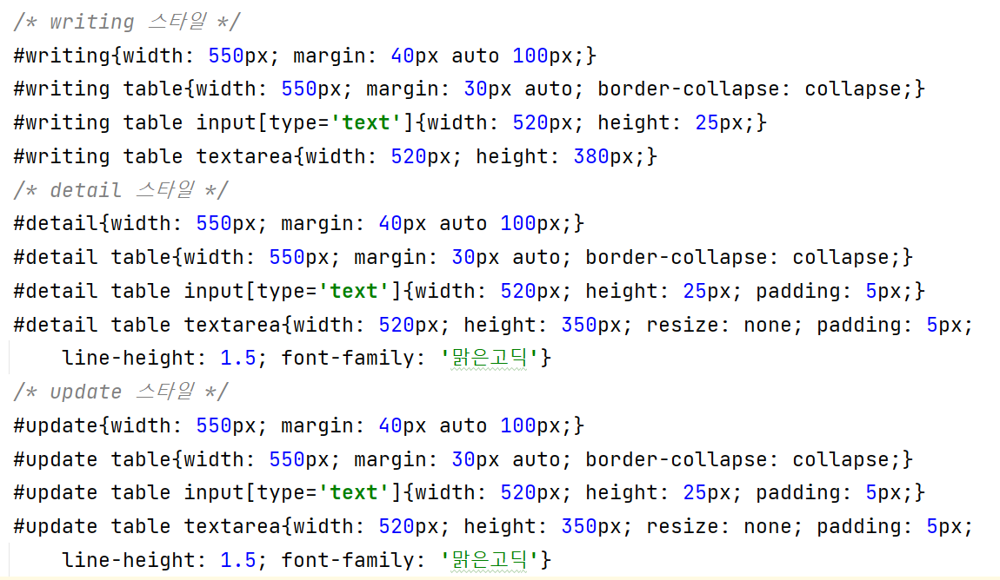 /* writing 스타일 */
#writing{width: 550px; margin: 40px auto 100px;}
#writing table{width: 550px; margin: 30px auto; border-collapse: collapse;}
#writing table input[type='text']{width: 520px; height: 25px;}
#writing table textarea{width: 520px; height: 380px;}
/* detail 스타일 */
#detail{width: 550px; margin: 40px auto 100px;}
#detail table{width: 550px; margin: 30px auto; border-collapse: collapse;}
#detail table input[type='text']{width: 520px; height: 25px; padding: 5px;}
#detail table textarea{width: 520px; height: 350px; resize: none; padding: 5px;
    line-height: 1.5; font-family: '맑은고딕'}
/* update 스타일 */
#update{width: 550px; margin: 40px auto 100px;}
#update table{width: 550px; margin: 30px auto; border-collapse: collapse;}
#update table input[type='text']{width: 520px; height: 25px; padding: 5px;}
#update table textarea{width: 520px; height: 350px; resize: none; padding: 5px;
    line-height: 1.5; font-family: '맑은고딕'}